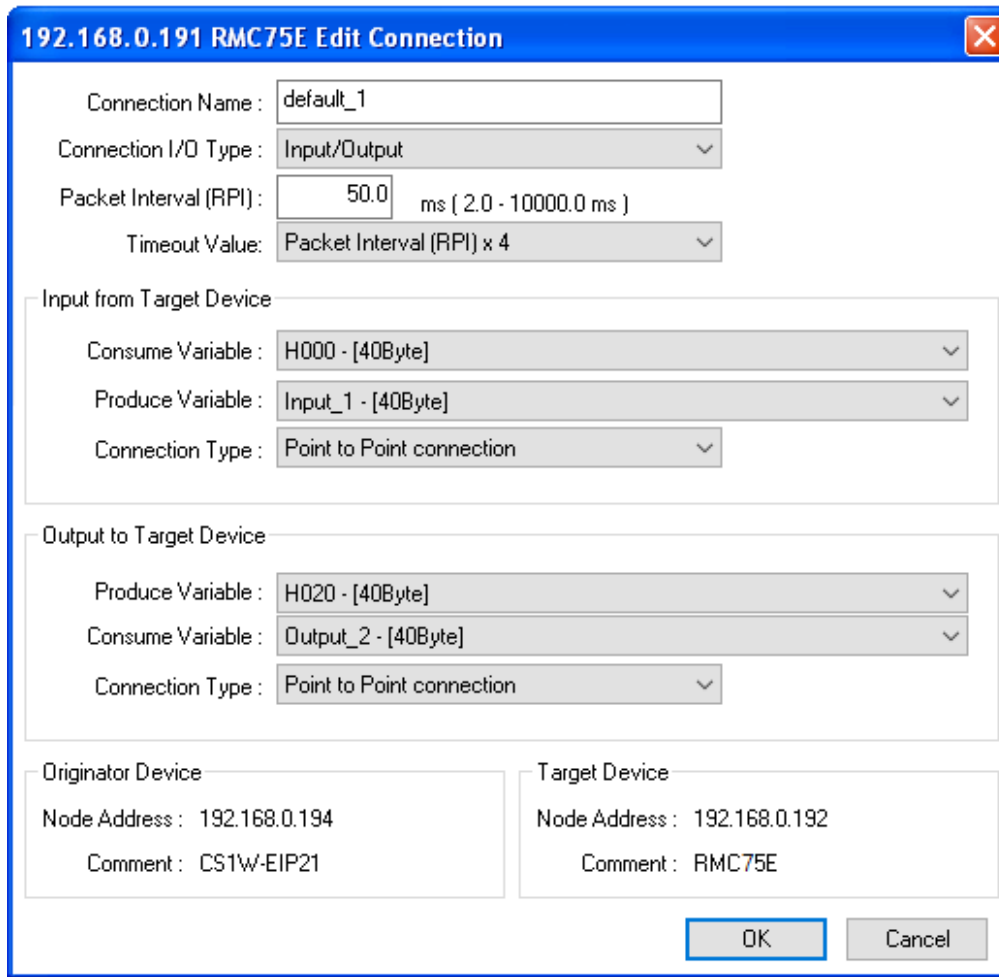 192.168.0.191 RMC75E Edit Connection
Connection Name : default_1
Connection I/O Type : Input/Output
Packet Interval (RPI) : 50.0 ms ( 2.0 - 10000.0 ms )
Timeout Value: Packet Interval (RPI) x 4
Input from Target Device
Consume Variable : H000 - [40Byte]
Produce Variable : Input_1 - [40Byte]
Connection Type : Point to Point connection
Output to Target Device
Produce Variable : H020 - [40Byte]
Consume Variable : Output_2 - [40Byte]
Connection Type : Point to Point connection
Originator Device
Node Address : 192.168.0.194
Comment : CS1W-EIP21
Target Device
Node Address : 192.168.0.192
Comment : RMC75E
OK Cancel